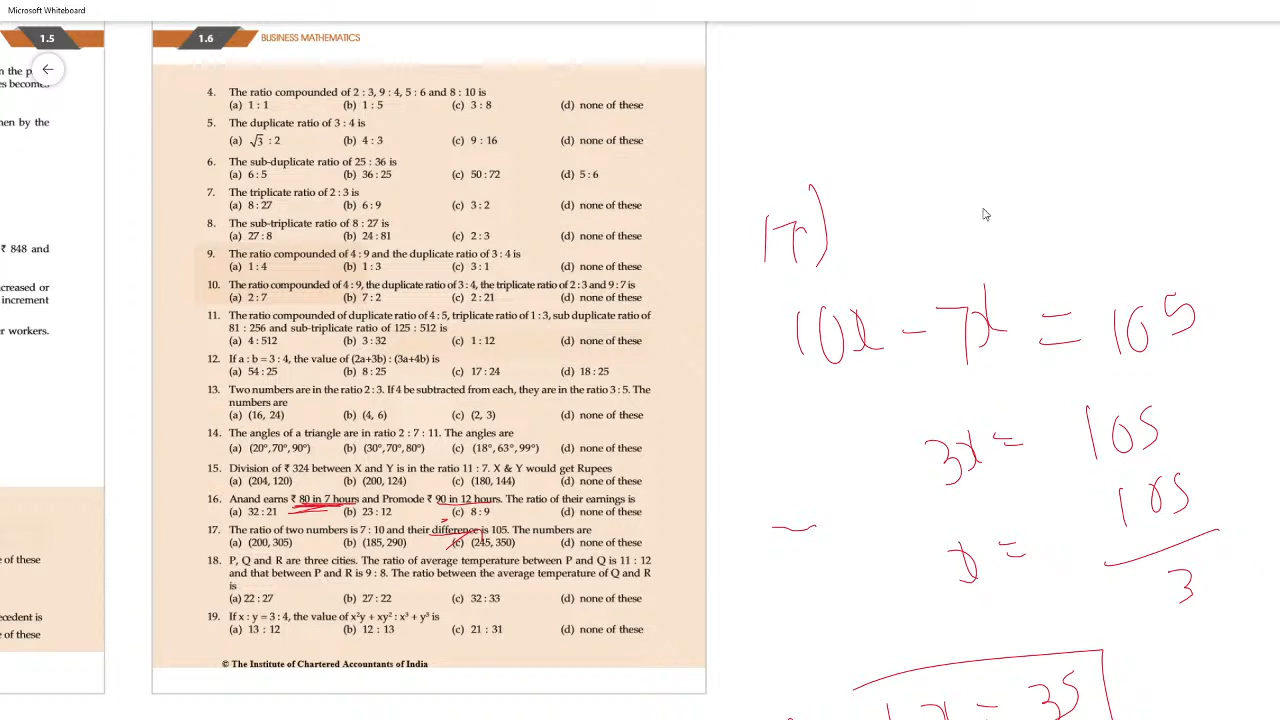 Microsoft Whiteboard
1.5
n the p
es becomes
hen by the
₹ 848 and
creased or
increment
r workers.
e of these
ecedent is
e of these
1.6 BUSINESS MATHEMATICS
4. The ratio compounded of 2 : 3, 9 : 4, 5 : 6 and 8 : 10 is
(a) 1 : 1 (b) 1 : 5 (c) 3 : 8 (d) none of these
5. The duplicate ratio of 3 : 4 is
(a) √3 : 2 (b) 4 : 3 (c) 9 : 16 (d) none of these
6. The sub-duplicate ratio of 25 : 36 is
(a) 6 : 5 (b) 36 : 25 (c) 50 : 72 (d) 5 : 6
7. The triplicate ratio of 2 : 3 is
(a) 8 : 27 (b) 6 : 9 (c) 3 : 2 (d) none of these
8. The sub-triplicate ratio of 8 : 27 is
(a) 27 : 8 (b) 24 : 81 (c) 2 : 3 (d) none of these
9. The ratio compounded of 4 : 9 and the duplicate ratio of 3 : 4 is
(a) 1 : 4 (b) 1 : 3 (c) 3 : 1 (d) none of these
10. The ratio compounded of 4 : 9, the duplicate ratio of 3 : 4, the triplicate ratio of 2 : 3 and 9 : 7 is
(a) 2 : 7 (b) 7 : 2 (c) 2 : 21 (d) none of these
11. The ratio compounded of duplicate ratio of 4 : 5, triplicate ratio of 1 : 3, sub duplicate ratio of
81 : 256 and sub-triplicate ratio of 125 : 512 is
(a) 4 : 512 (b) 3 : 32 (c) 1 : 12 (d) none of these
12. If a : b = 3 : 4, the value of (2a+3b) : (3a+4b) is
(a) 54 : 25 (b) 8 : 25 (c) 17 : 24 (d) 18 : 25
13. Two numbers are in the ratio 2 : 3. If 4 be subtracted from each, they are in the ratio 3 : 5. The
numbers are
(a) (16, 24) (b) (4, 6) (c) (2, 3) (d) none of these
14. The angles of a triangle are in ratio 2 : 7 : 11. The angles are
(a) (20°, 70°, 90°) (b) (30°, 70°, 80°) (c) (18°, 63°, 99°) (d) none of these
15. Division of ₹ 324 between X and Y is in the ratio 11 : 7. X & Y would get Rupees
(a) (204, 120) (b) (200, 124) (c) (180, 144) (d) none of these
16. Anand earns ₹ 80 in 7 hours and Promode ₹ 90 in 12 hours. The ratio of their earnings is
(a) 32 : 21 (b) 23 : 12 (c) 8 : 9 (d) none of these
17. The ratio of two numbers is 7 : 10 and their difference is 105. The numbers are
(a) (200, 305) (b) (185, 290) (c) (245, 350) (d) none of these
18. P, Q and R are three cities. The ratio of average temperature between P and Q is 11 : 12
and that between P and R is 9 : 8. The ratio between the average temperature of Q and R
is
(a) 22 : 27 (b) 27 : 22 (c) 32 : 33 (d) none of these
19. If x : y = 3 : 4, the value of x²y + xy² : x³ + y³ is
(a) 13 : 12 (b) 12 : 13 (c) 21 : 31 (d) none of these
© The Institute of Chartered Accountants of India
17)
10x - 7x = 105
3x = 105
x = 105
3
x = 35